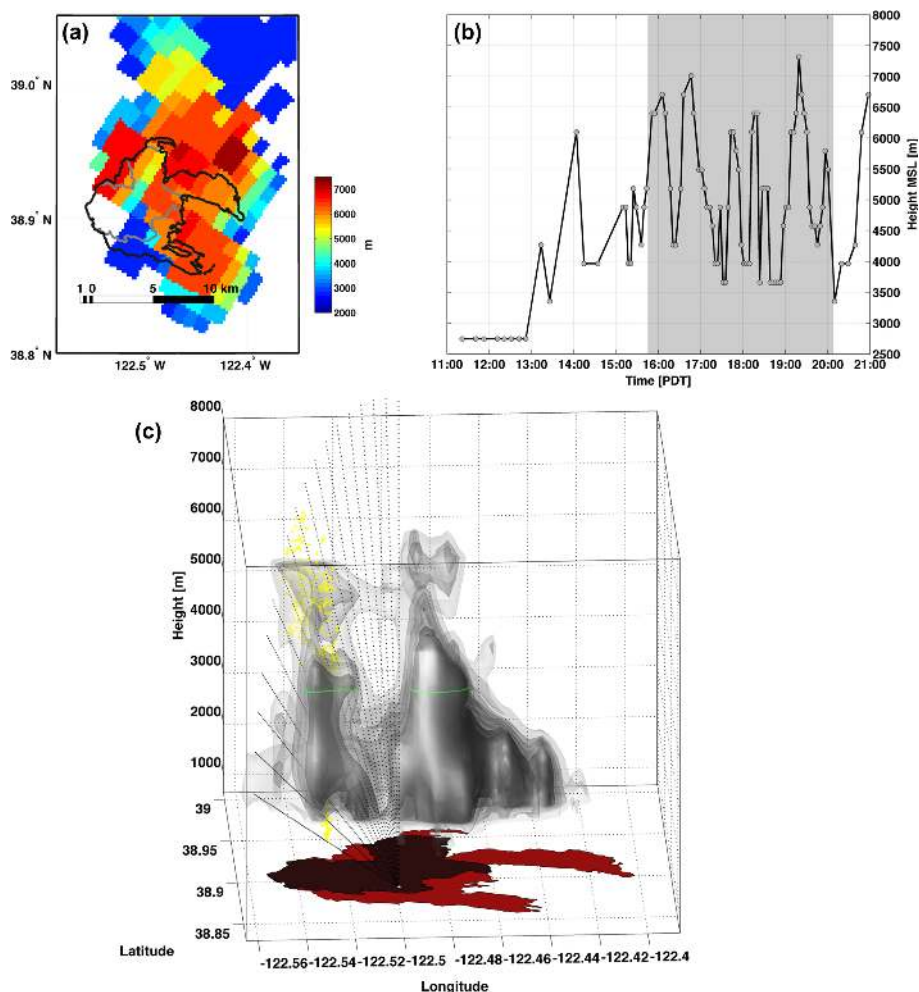 (a)
39.0° N
38.9° N
38.8° N
122.5° W
122.4° W
1 0 5 10 km
7000
6000
5000
4000
3000
2000
m
(b)
8000
7500
7000
6500
6000
5500
5000
4500
4000
3500
3000
2500
Height MSL [m]
11:00 12:00 13:00 14:00 15:00 16:00 17:00 18:00 19:00 20:00 21:00
Time [PDT]
(c)
8000
7000
6000
5000
4000
3000
2000
1000
Height [m]
39
38.95
38.9
38.85
Latitude
-122.56 -122.54 -122.52 -122.5 -122.48 -122.46 -122.44 -122.42 -122.4
Longitude